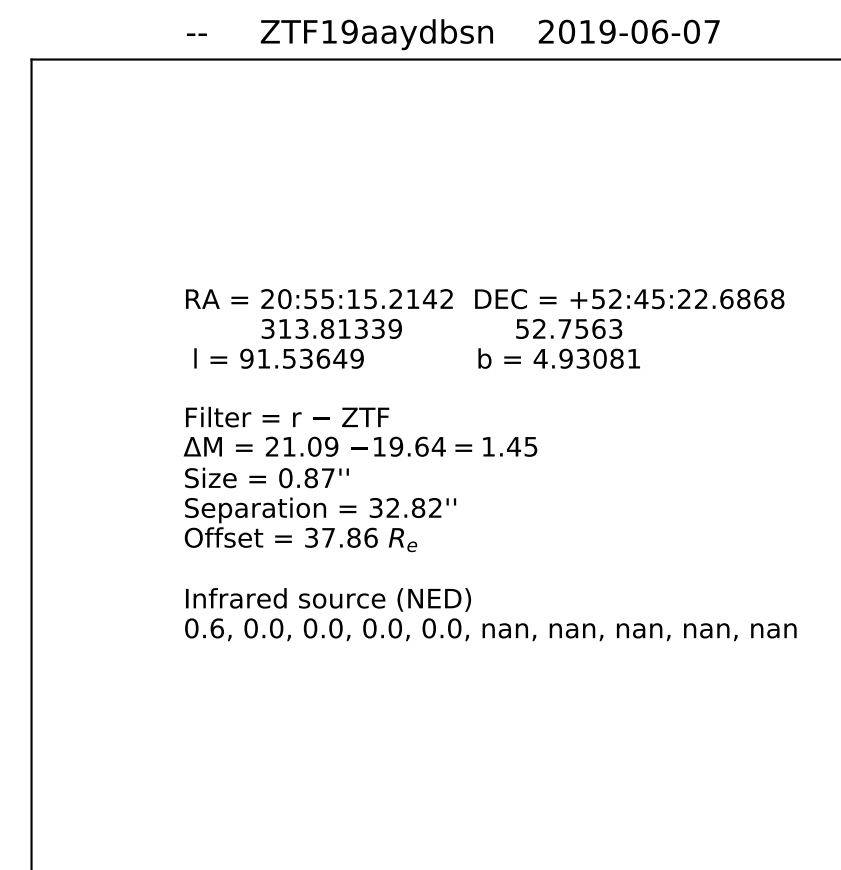 -- ZTF19aaydbsn 2019-06-07
RA = 20:55:15.2142 DEC = +52:45:22.6868
313.81339 52.7563
l = 91.53649 b = 4.93081
Filter = r − ZTF
ΔM = 21.09 −19.64 = 1.45
Size = 0.87''
Separation = 32.82''
Offset = 37.86 Re
Infrared source (NED)
0.6, 0.0, 0.0, 0.0, 0.0, nan, nan, nan, nan, nan